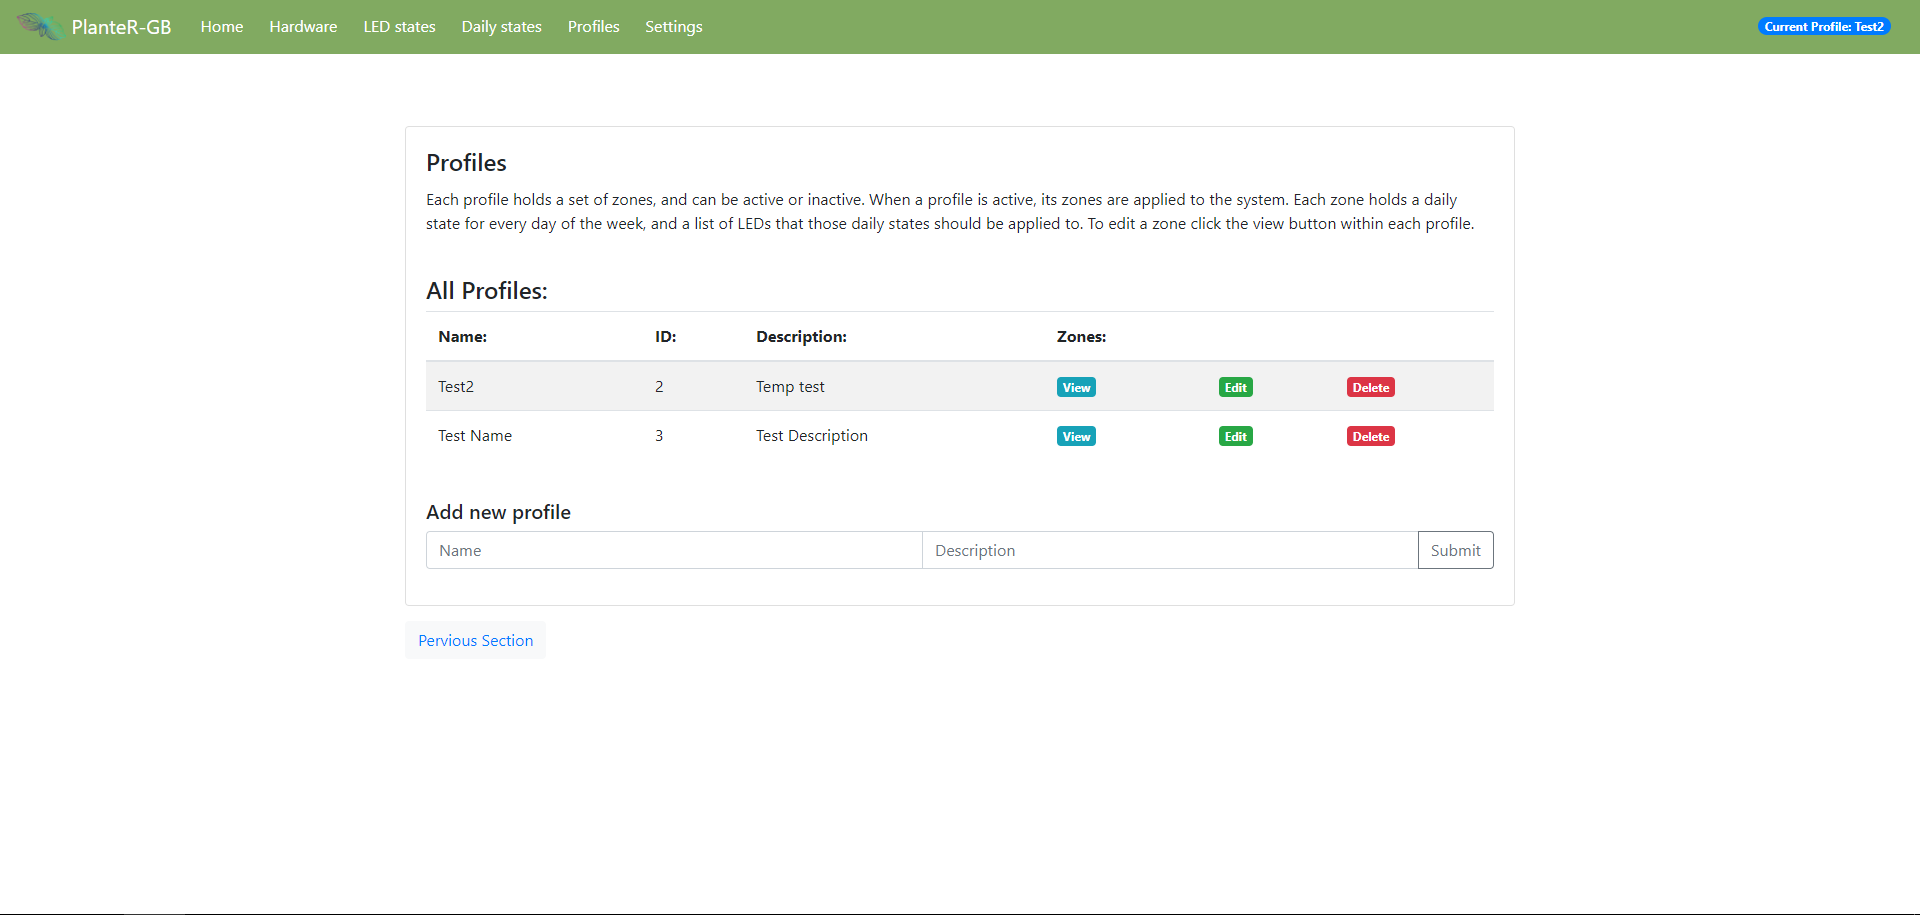 PlanteR-GB Home Hardware LED states Daily states Profiles Settings Current Profile: Test2
Profiles
Each profile holds a set of zones, and can be active or inactive. When a profile is active, its zones are applied to the system. Each zone holds a daily
state for every day of the week, and a list of LEDs that those daily states should be applied to. To edit a zone click the view button within each profile.
All Profiles:
Name: ID: Description: Zones:
Test2 2 Temp test View Edit Delete
Test Name 3 Test Description View Edit Delete
Add new profile
Name Description Submit
Pervious Section